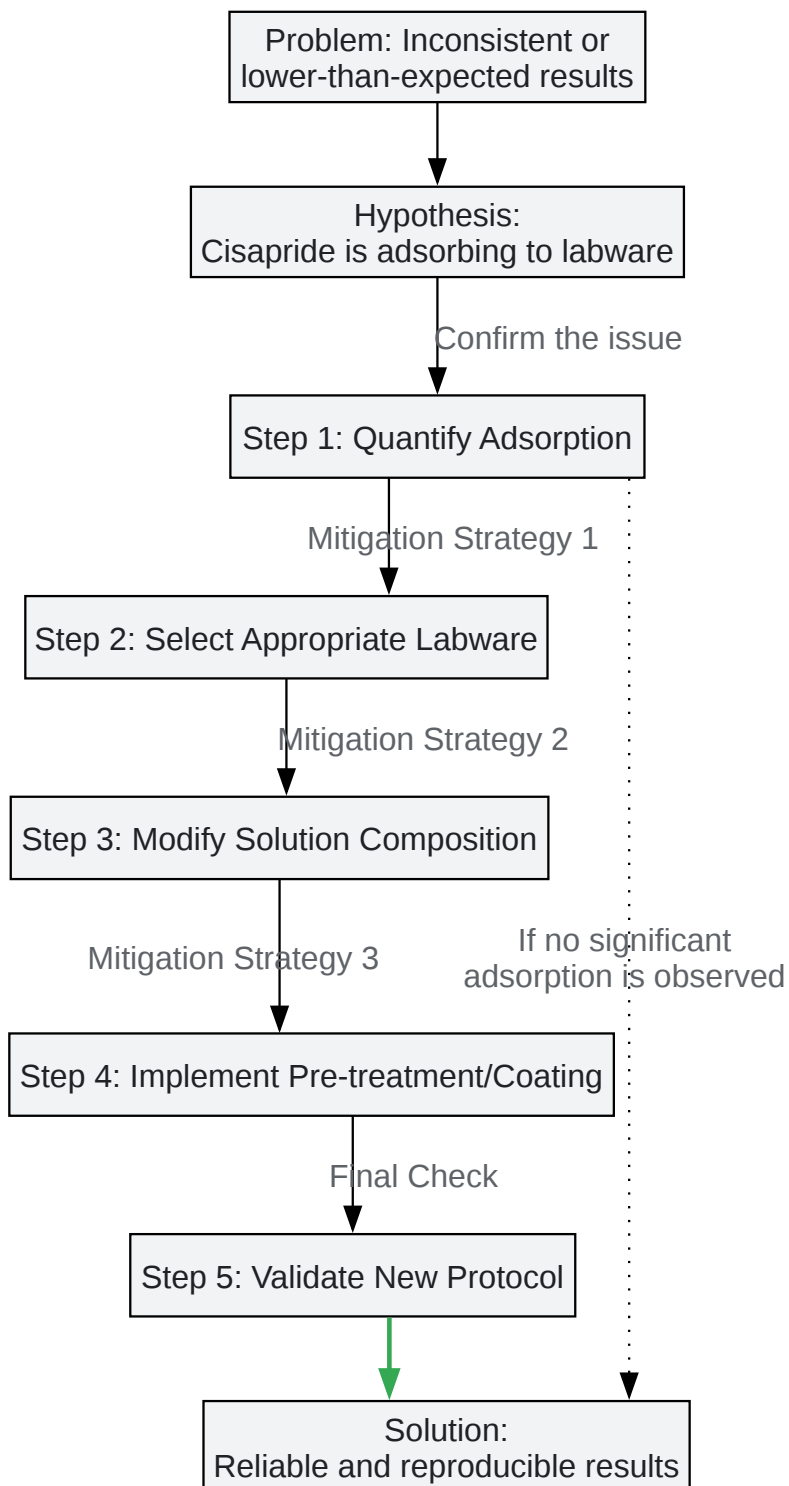 Problem: Inconsistent or
lower-than-expected results
Hypothesis:
Cisapride is adsorbing to labware
Confirm the issue
Step 1: Quantify Adsorption
Mitigation Strategy 1
Step 2: Select Appropriate Labware
Mitigation Strategy 2
Step 3: Modify Solution Composition
If no significant
adsorption is observed
Mitigation Strategy 3
Step 4: Implement Pre-treatment/Coating
Final Check
Step 5: Validate New Protocol
Solution:
Reliable and reproducible results